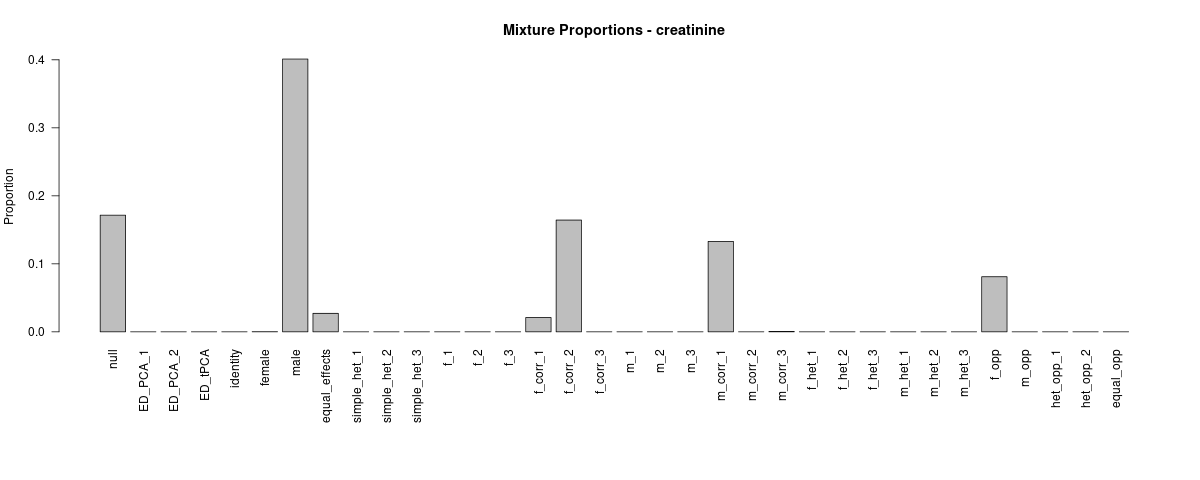 Mixture Proportions - creatinine
Proportion
0.4
0.3
0.2
0.1
0.0
null
ED_PCA_1
ED_PCA_2
ED_tPCA
identity
female
male
equal_effects
simple_het_1
simple_het_2
simple_het_3
f_1
f_2
f_3
f_corr_1
f_corr_2
f_corr_3
m_1
m_2
m_3
m_corr_1
m_corr_2
m_corr_3
f_het_1
f_het_2
f_het_3
m_het_1
m_het_2
m_het_3
f_opp
m_opp
het_opp_1
het_opp_2
equal_opp